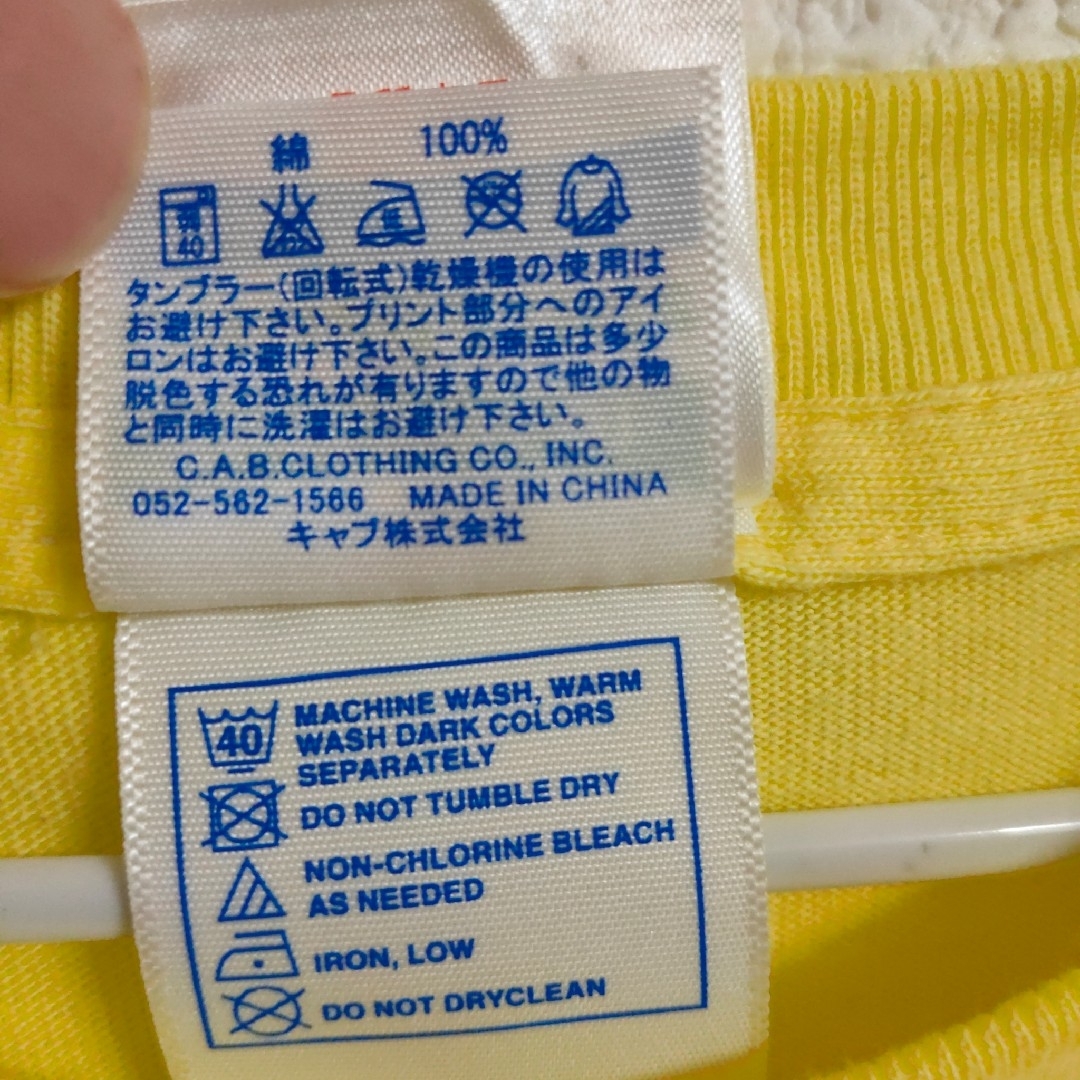 綿 100%
40
タンブラー(回転式)乾燥機の使用は
お避け下さい。プリント部分へのアイ
ロンはお避け下さい。この商品は多少
脱色する恐れが有りますので他の物
と同時に洗濯はお避け下さい。
C.A.B.CLOTHING CO., INC.
052-562-1566 MADE IN CHINA
キャブ株式会社
40 MACHINE WASH, WARM
WASH DARK COLORS
SEPARATELY
DO NOT TUMBLE DRY
NON-CHLORINE BLEACH
AS NEEDED
IRON, LOW
DO NOT DRYCLEAN